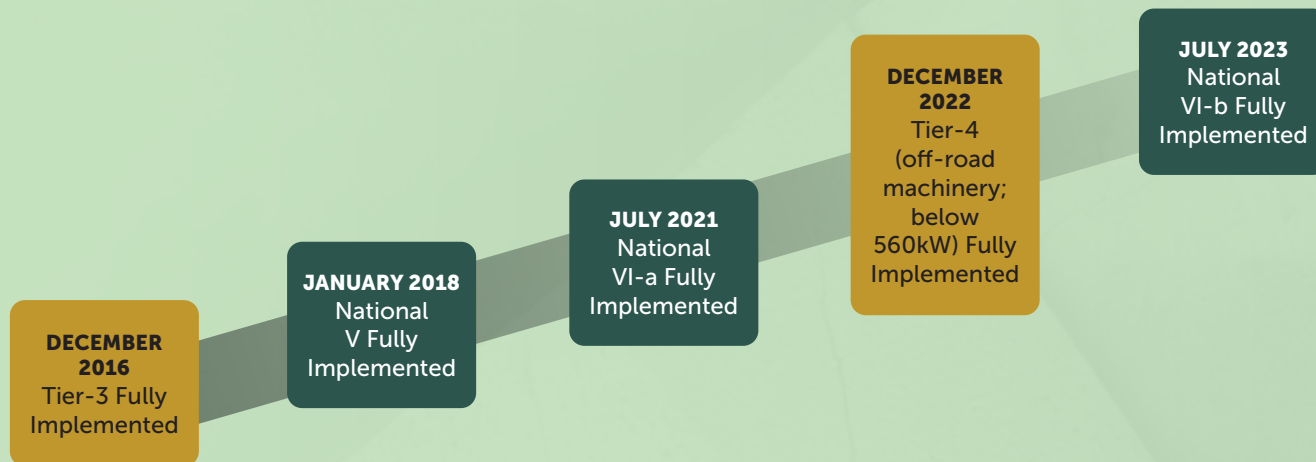 DECEMBER
2016
Tier-3 Fully
Implemented
JANUARY 2018
National
V Fully
Implemented
JULY 2021
National
VI-a Fully
Implemented
DECEMBER
2022
Tier-4
(off-road
machinery;
below
560kW) Fully
Implemented
JULY 2023
National
VI-b Fully
Implemented